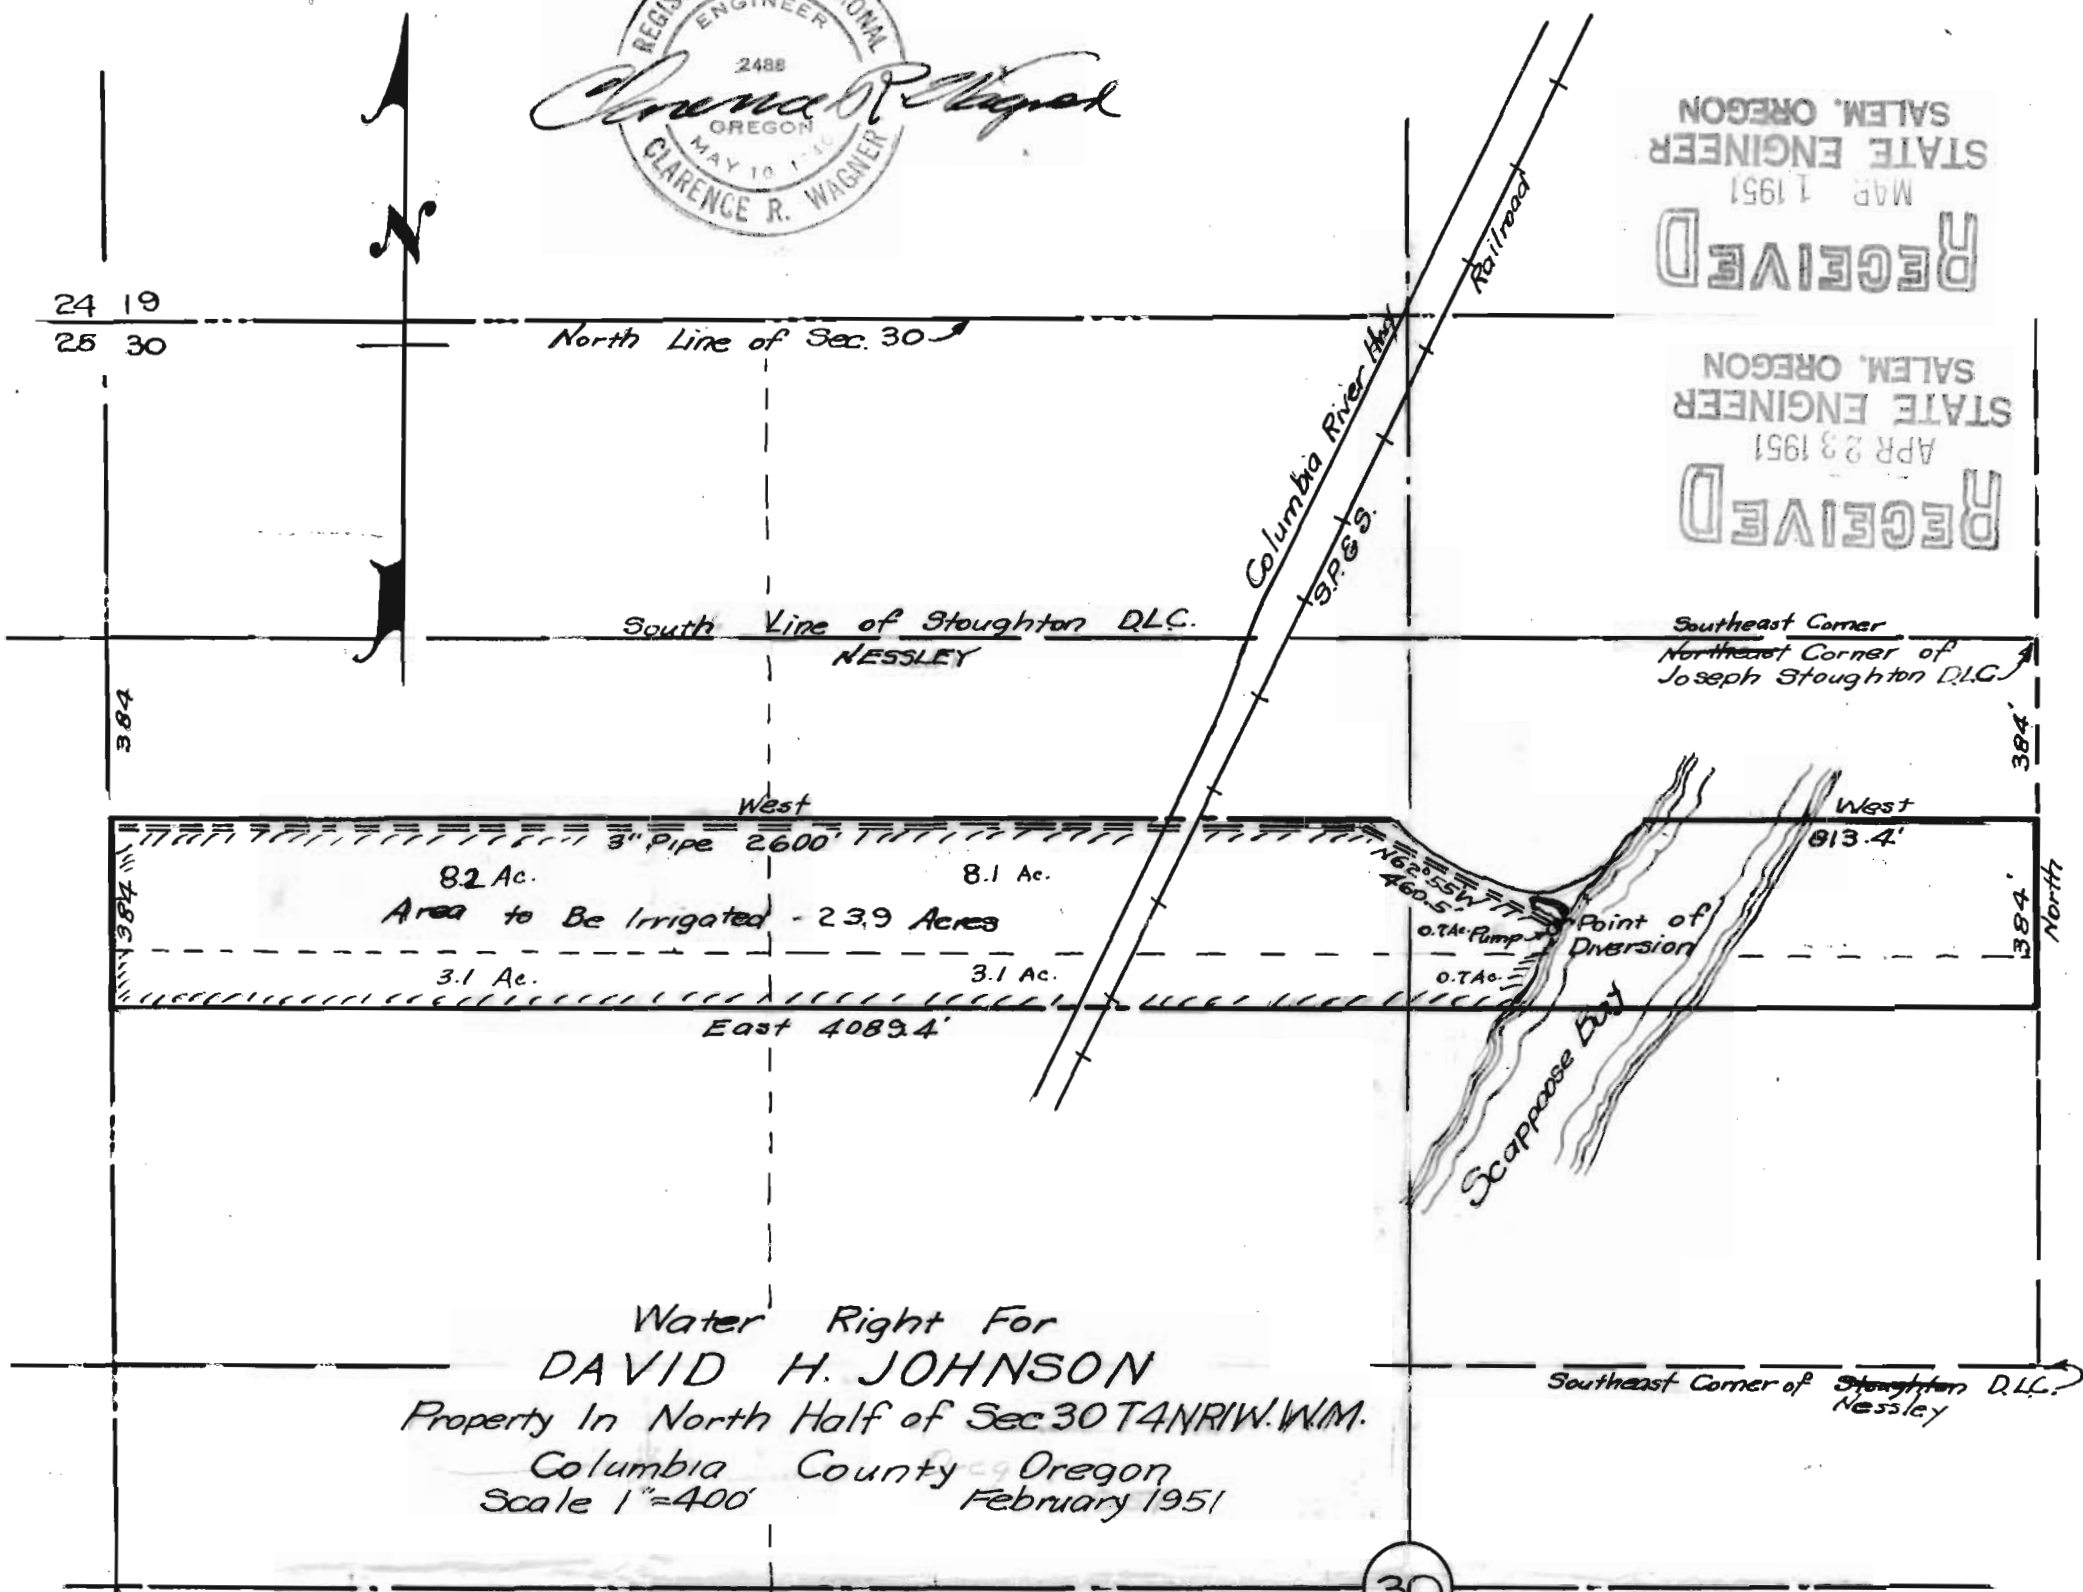 ENGINEER
2488
OREGON
MAY 10
CLARENCE R. WAGNER
Clarence R Wagner
N
SALEM, OREGON
STATE ENGINEER
MAR 1 1951
RECEIVED
SALEM, OREGON
STATE ENGINEER
APR 23 1951
RECEIVED
24 19
25 30
North Line of Sec. 30
Columbia River Hwy
Railroad
S.P.& S.
South Line of Stoughton D.L.C.
NESSLEY
Southeast Corner
Northeast Corner of
Joseph Stoughton D.L.C.
384
384'
West
West
813.4'
3" Pipe 2600'
N62°55'W
460.5'
8.2 Ac.
8.1 Ac.
Area to Be Irrigated - 23.9 Acres
384'
0.7 Ac. Pump
Point of
Diversion
384'
North
3.1 Ac.
3.1 Ac.
0.7 Ac.
East 4089.4'
Scappoose Bay
Water Right For
DAVID H. JOHNSON
Property In North Half of Sec 30 T4NR1W. W.M.
Columbia County Oregon
Scale 1"=400' February 1951
Southeast Corner of Stoughton D.L.C.
Nessley
30